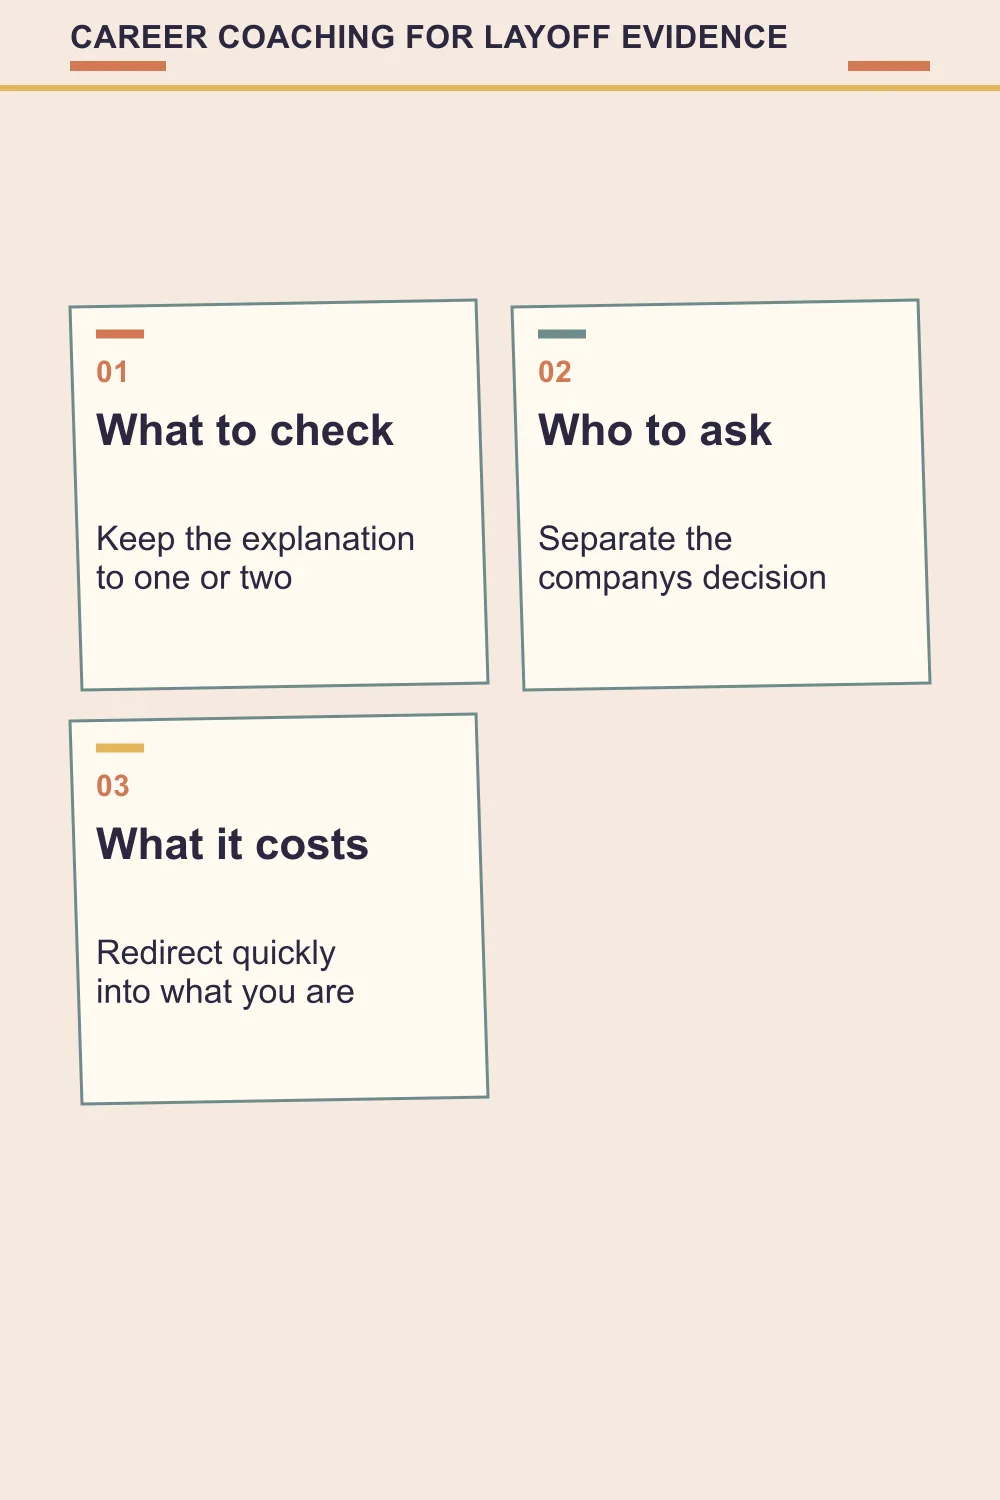 CAREER COACHING FOR LAYOFF EVIDENCE
01
What to check
Keep the explanation
to one or two
02
Who to ask
Separate the
companys decision
03
What it costs
Redirect quickly
into what you are